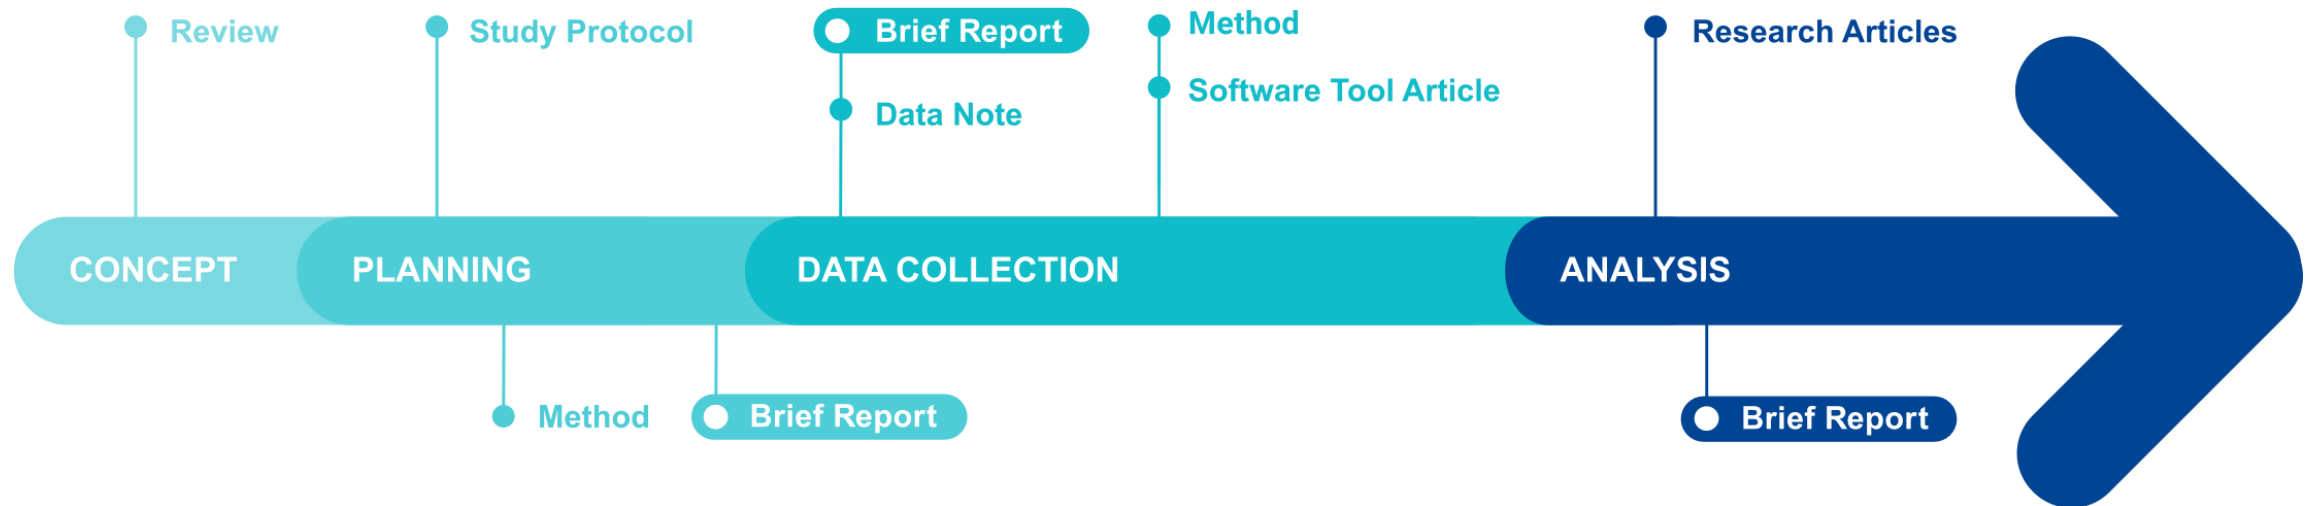 Review
Study Protocol
Brief Report
Data Note
Method
Software Tool Article
Research Articles
CONCEPT
PLANNING
DATA COLLECTION
ANALYSIS
Method
Brief Report
Brief Report